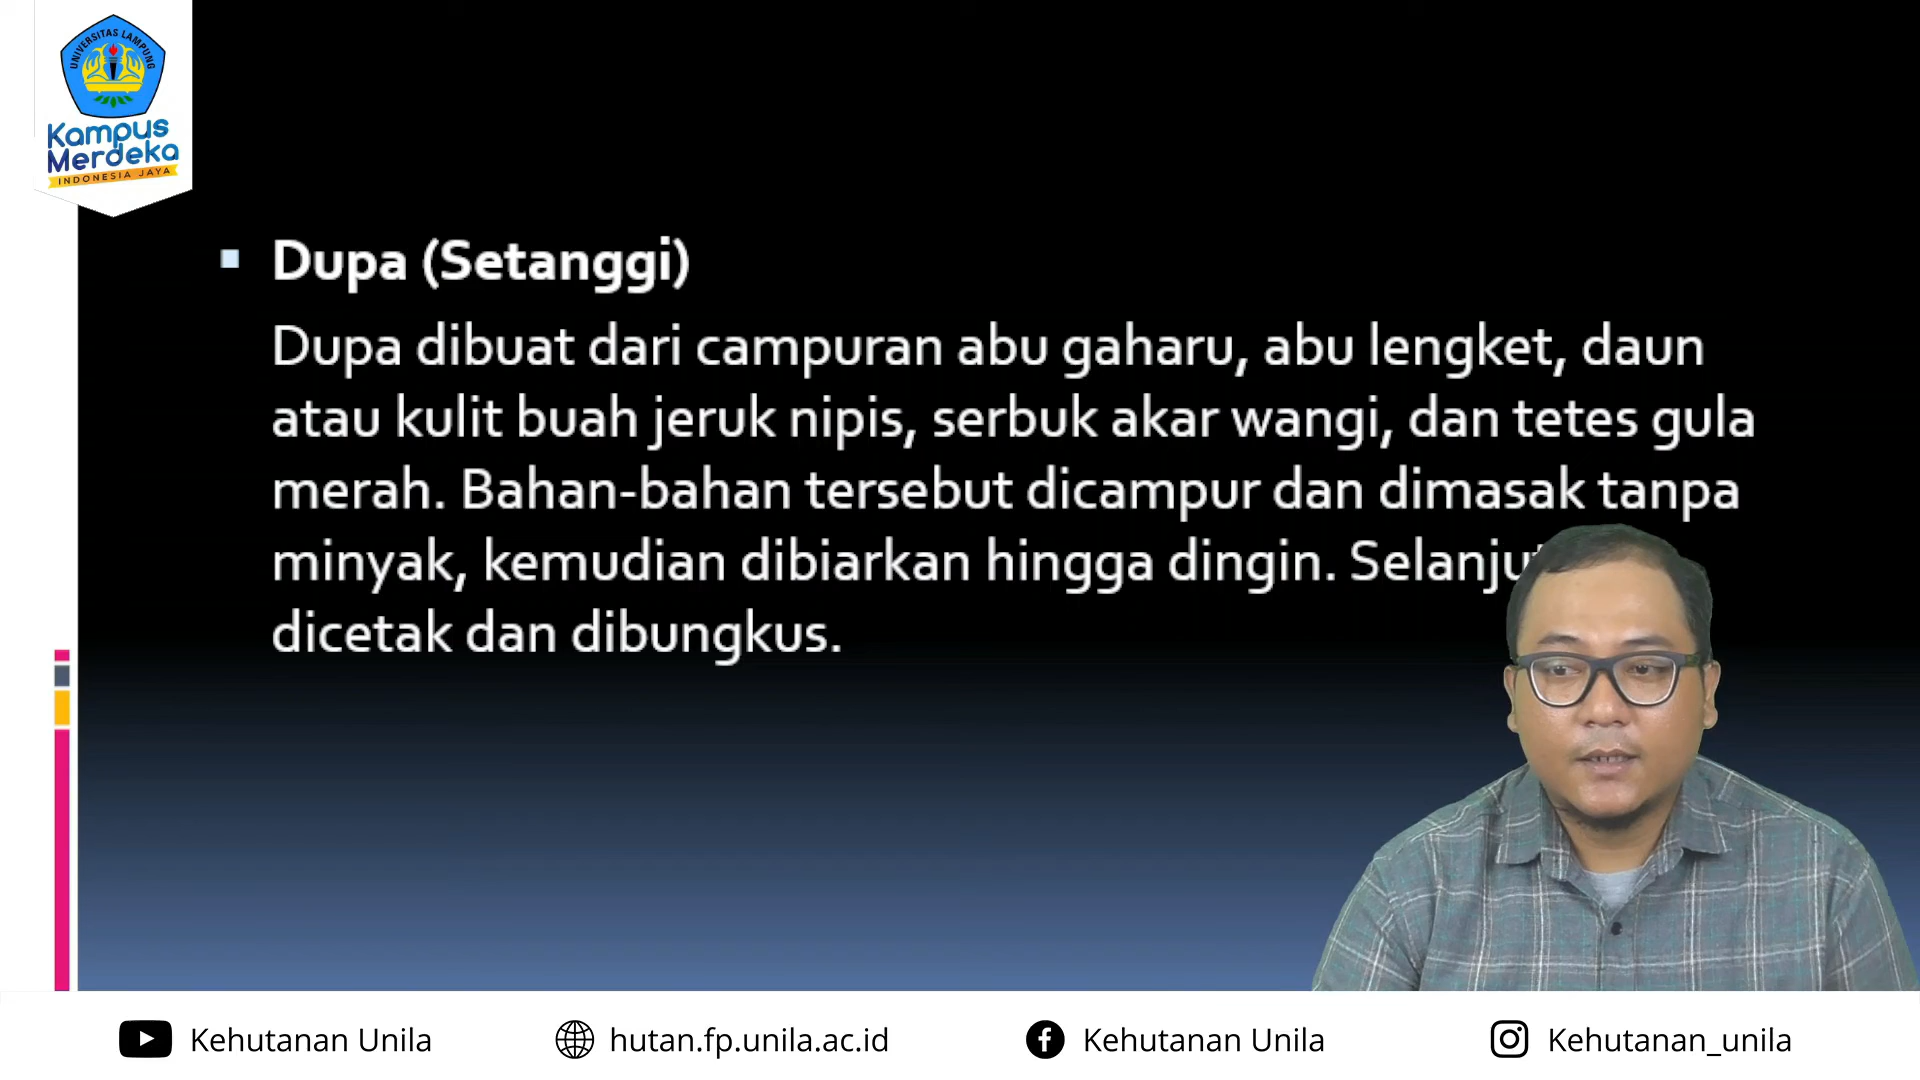 UNIVERSITAS LAMPUNG
Kampus
Merdeka
INDONESIA JAYA
Dupa (Setanggi)
Dupa dibuat dari campuran abu gaharu, abu lengket, daun
atau kulit buah jeruk nipis, serbuk akar wangi, dan tetes gula
merah. Bahan-bahan tersebut dicampur dan dimasak tanpa
minyak, kemudian dibiarkan hingga dingin.
dicetak dan dibungkus.
Kehutanan Unila
hutan.fp.unila.ac.id
Kehutanan Unila
Kehutanan_unila